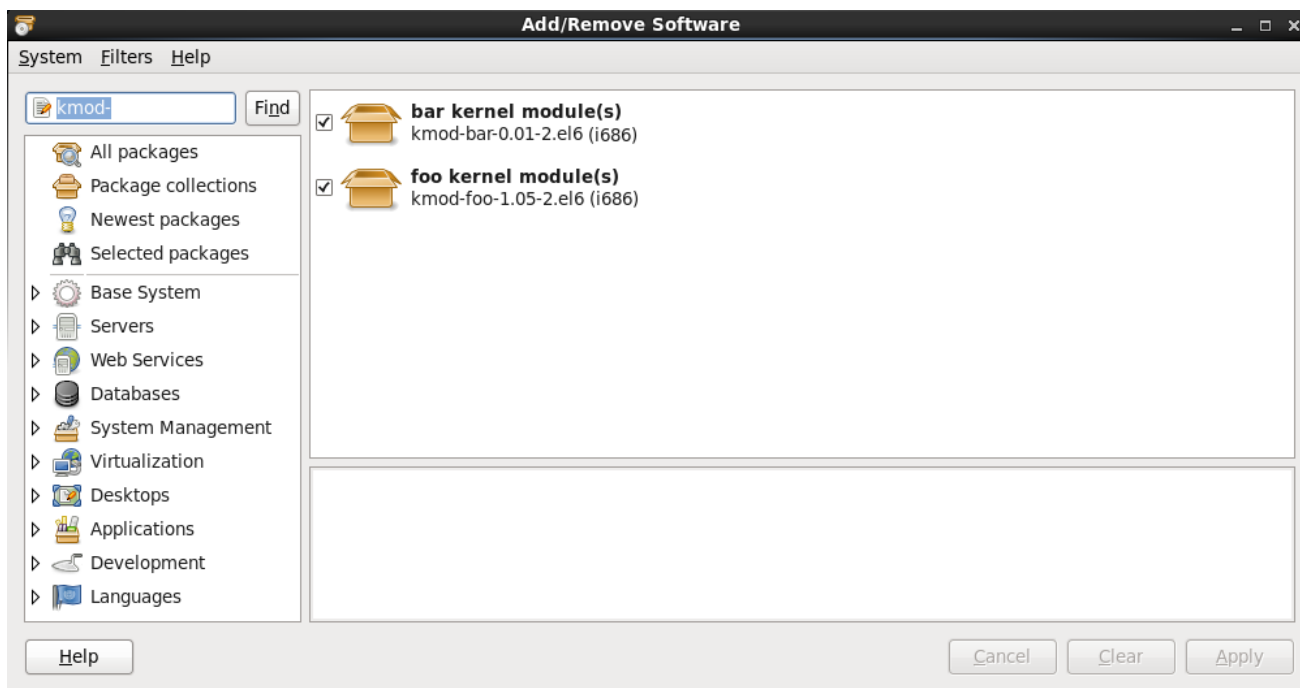 Add/Remove Software
System Filters Help
kmod-
Find
All packages
Package collections
Newest packages
Selected packages
Base System
Servers
Web Services
Databases
System Management
Virtualization
Desktops
Applications
Development
Languages
bar kernel module(s)
kmod-bar-0.01-2.el6 (i686)
foo kernel module(s)
kmod-foo-1.05-2.el6 (i686)
Help
Cancel
Clear
Apply